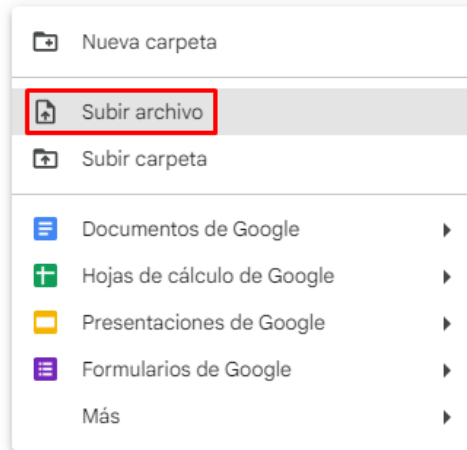 Nueva carpeta
Subir archivo
Subir carpeta
Documentos de Google
Hojas de cálculo de Google
Presentaciones de Google
Formularios de Google
Más